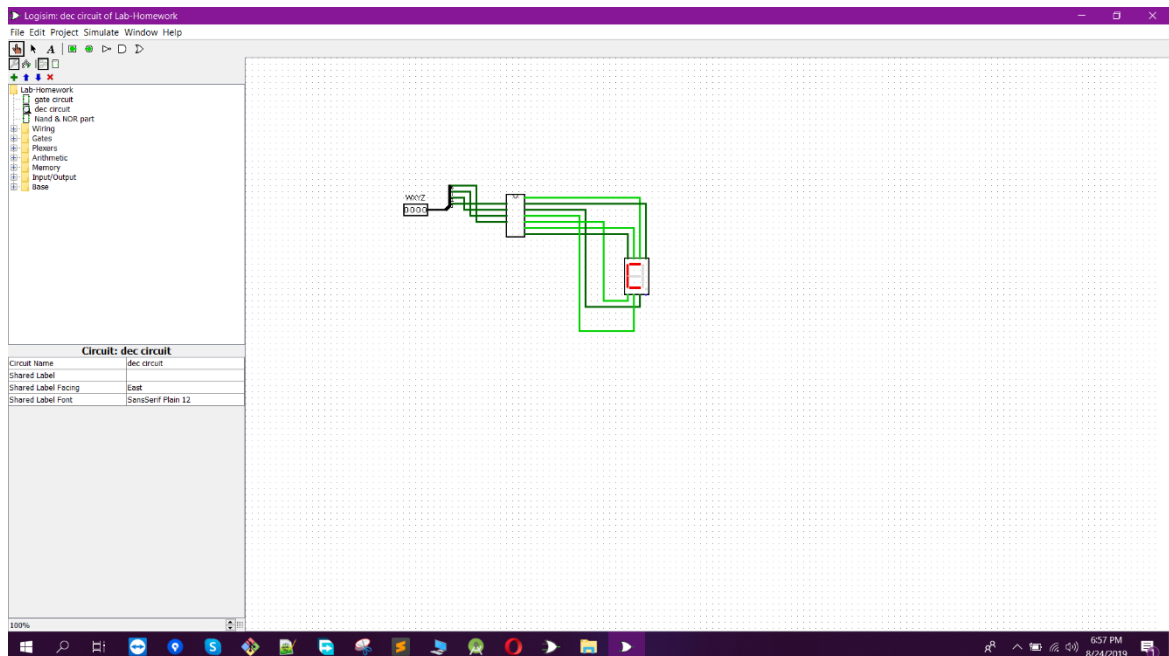 Logisim: dec circuit of Lab-Homework
File Edit Project Simulate Window Help
A
Lab-Homework
gate circuit
dec circuit
Nand & NOR part
Wiring
Gates
Plexers
Arithmetic
Memory
Input/Output
Base
WXYZ
0000
Circuit: dec circuit
Circuit Name dec circuit
Shared Label
Shared Label Facing East
Shared Label Font SansSerif Plain 12
100%
6:57 PM
8/24/2019